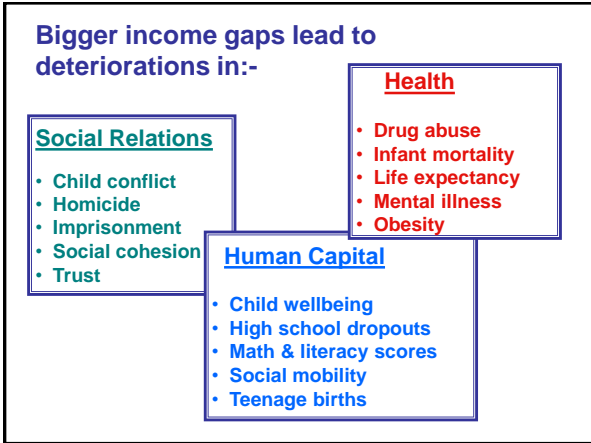 Bigger income gaps lead to
deteriorations in:-
Social Relations
• Child conflict
• Homicide
• Imprisonment
• Social cohesion
• Trust
Health
• Drug abuse
• Infant mortality
• Life expectancy
• Mental illness
• Obesity
Human Capital
• Child wellbeing
• High school dropouts
• Math & literacy scores
• Social mobility
• Teenage births